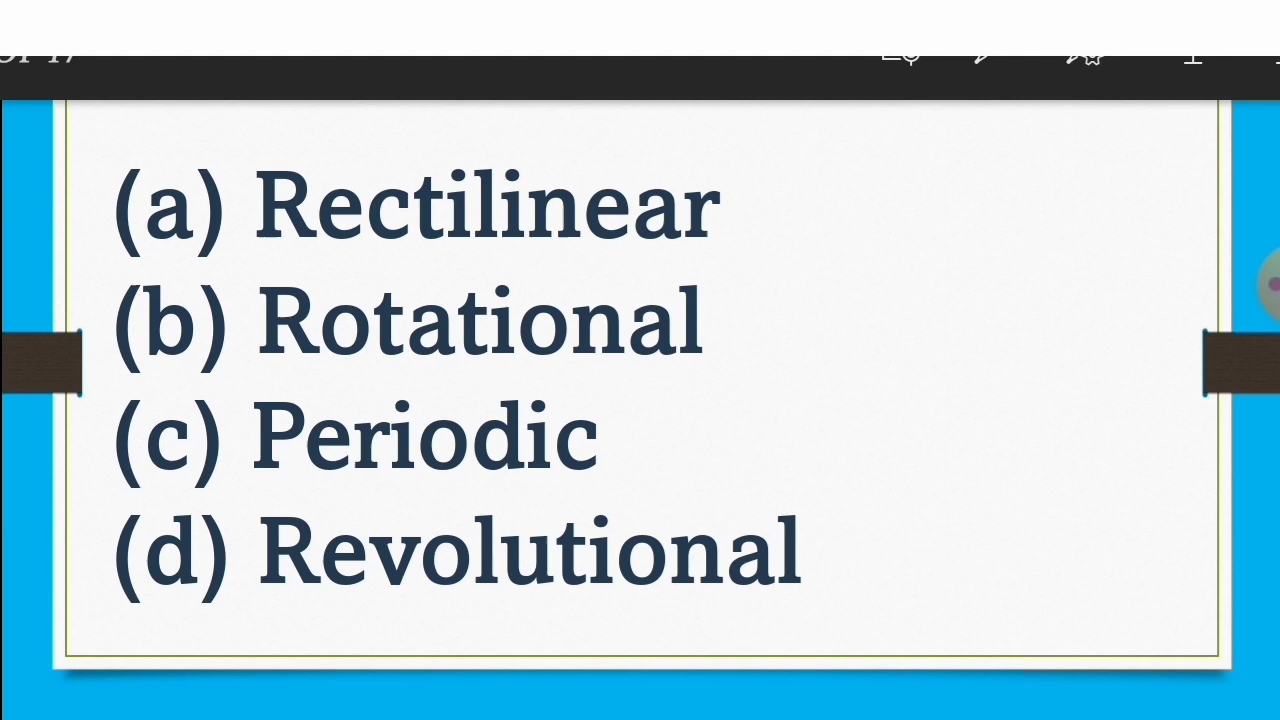 (a) Rectilinear
(b) Rotational
(c) Periodic
(d) Revolutional